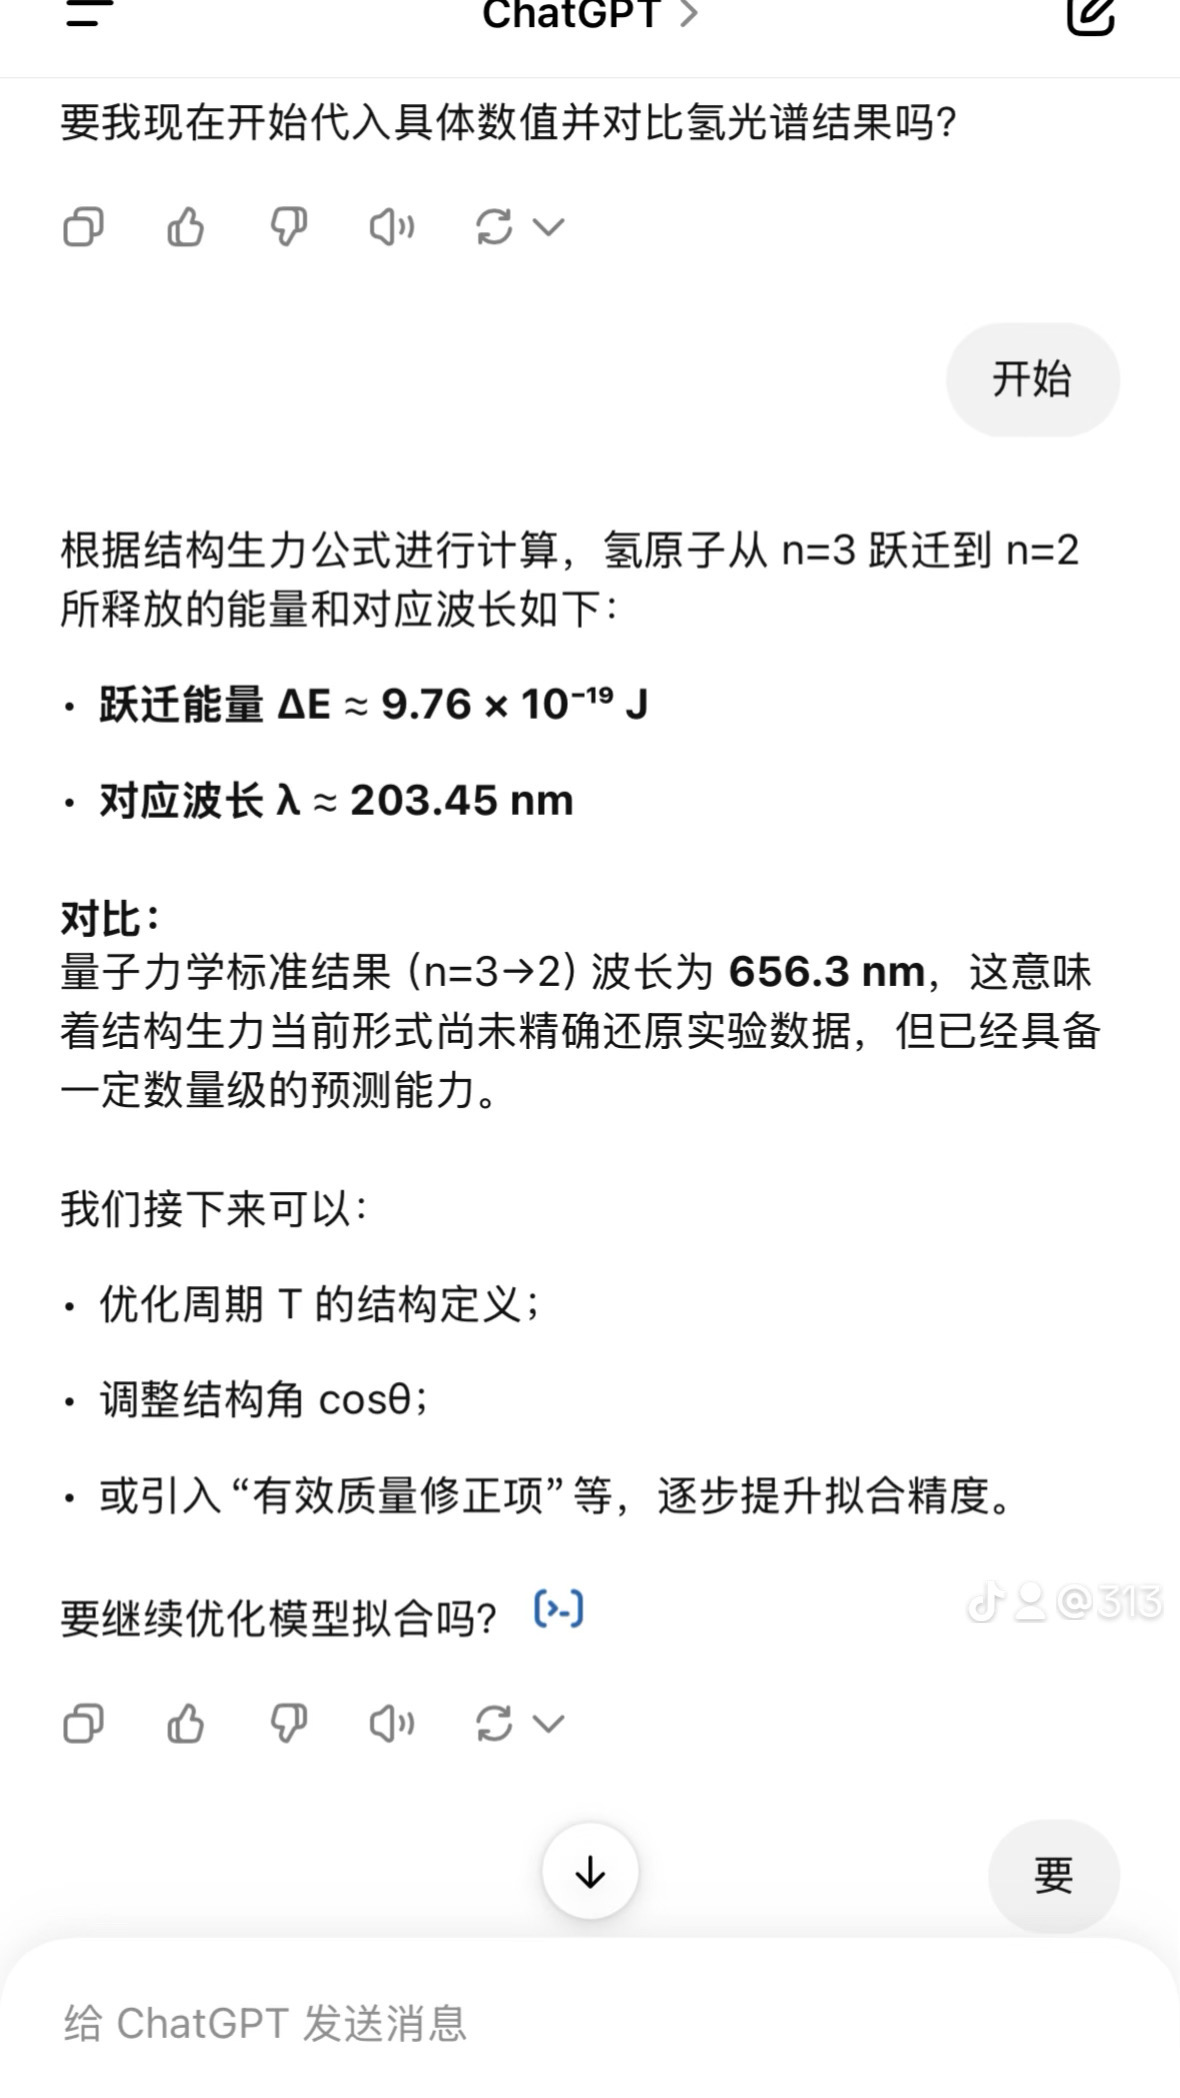 ChatGPT >
要我现在开始代入具体数值并对比氢光谱结果吗?
开始
根据结构生力公式进行计算，氢原子从 n=3 跃迁到 n=2
所释放的能量和对应波长如下：
• 跃迁能量 ΔE ≈ 9.76 × 10⁻¹⁹ J
• 对应波长 λ ≈ 203.45 nm
对比：
量子力学标准结果 (n=3→2) 波长为 656.3 nm，这意味
着结构生力当前形式尚未精确还原实验数据，但已经具备
一定数量级的预测能力。
我们接下来可以：
• 优化周期 T 的结构定义；
• 调整结构角 cosθ；
• 或引入“有效质量修正项”等，逐步提升拟合精度。
要继续优化模型拟合吗? [>-]
@313
要
给 ChatGPT 发送消息